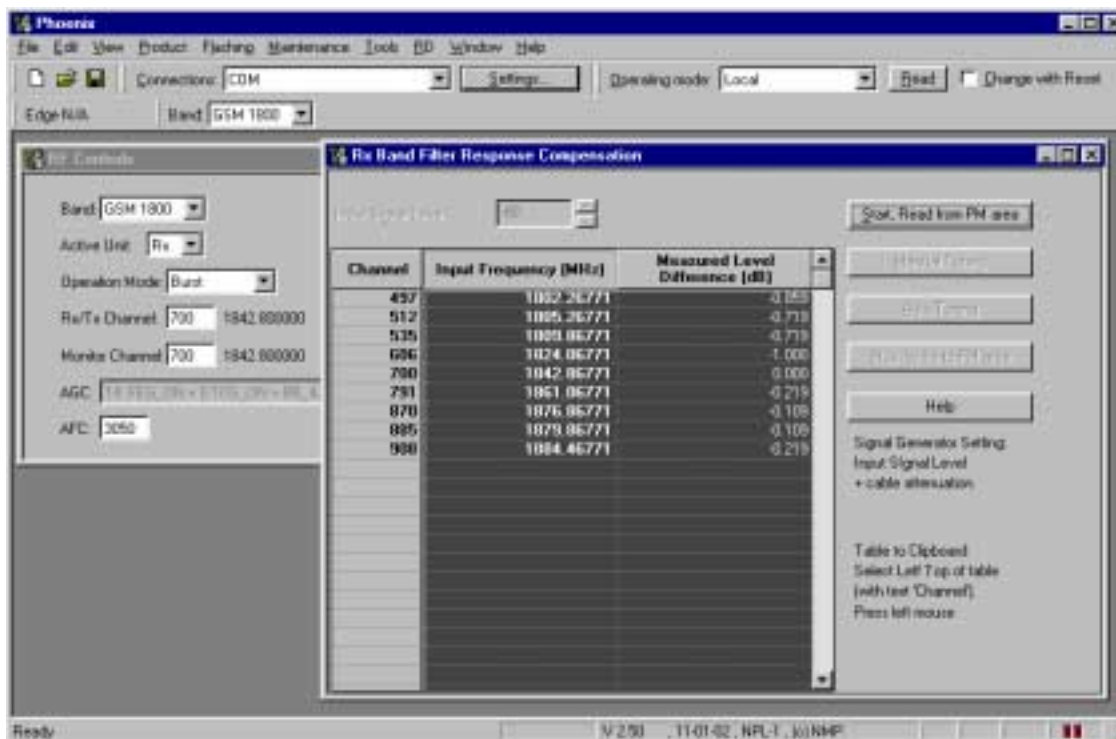 Phoenix
File Edit View Product Flashing Maintenance Tools RD Window Help
Connections: COM Settings... Operating mode: Local Read Change with Reset
Edge N/A Band: GSM 1800
RF Controls
Band: GSM 1800
Active Unit: Rx
Operation Mode: Burst
Rx/Tx Channel: 700 1842.800000
Monitor Channel: 700 1842.800000
AGC:
AFC: 3050
Rx Band Filter Response Compensation
Start, Read from PM area
Help
Channel Input Frequency (MHz) Measured Level Difference (dB)
497 1802.26771
512 1805.26771 -0.719
535 1809.86771 -0.719
606 1824.06771 -1.000
700 1842.86771 0.000
791 1861.06771 -0.219
870 1876.86771 -0.109
885 1879.86771 -0.109
908 1884.46771 -0.219
Signal Generator Setting:
Input Signal Level
+ cable attenuation
Table to Clipboard
Select Left Top of table
(with text 'Channel').
Press left mouse
Ready V 2.50 , 11-01-02 , NPL-1 , (c) NMP